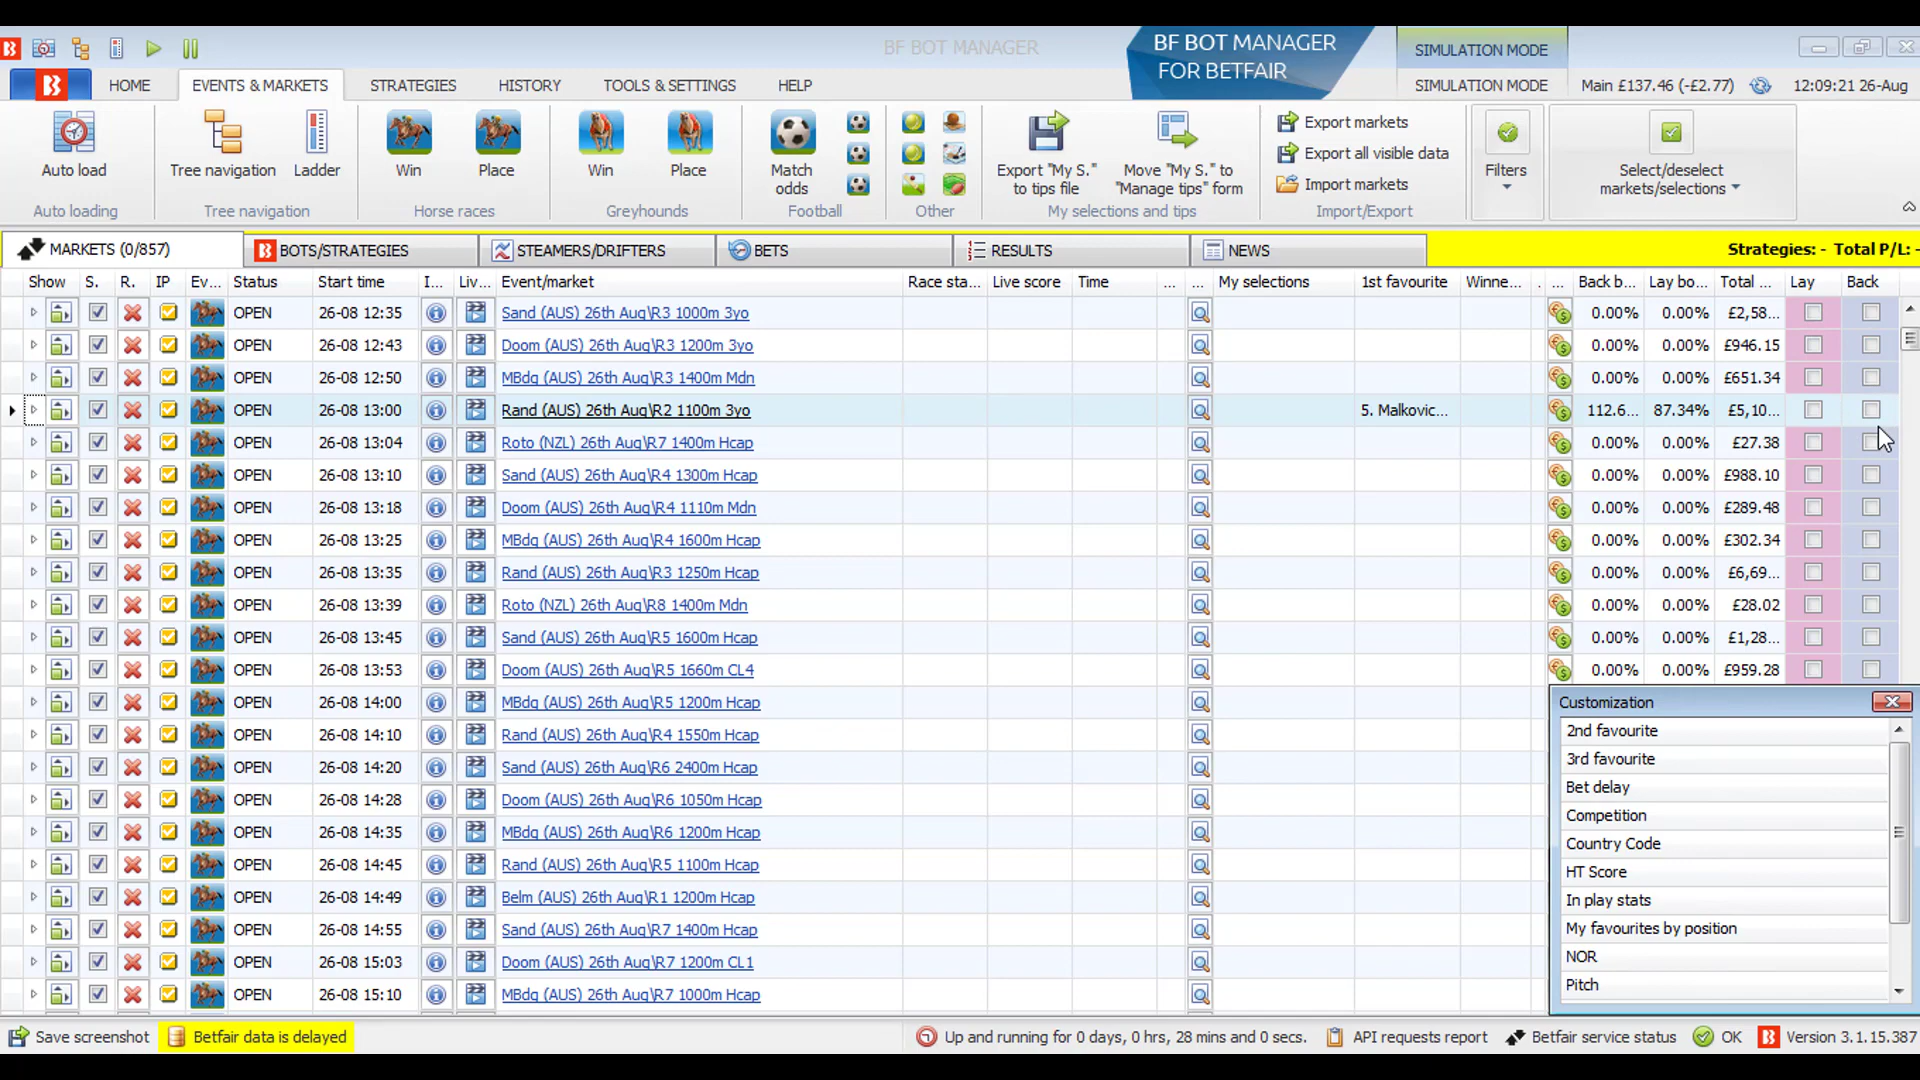 BF BOT MANAGER
BF BOT MANAGER
FOR BETFAIR
SIMULATION MODE
HOME EVENTS & MARKETS STRATEGIES HISTORY TOOLS & SETTINGS HELP
SIMULATION MODE Main £137.46 (-£2.77) 12:09:21 26-Aug
Auto load Tree navigation Ladder Win Place Win Place Match odds Export "My S." to tips file Move "My S." to "Manage tips" form
Export markets
Export all visible data
Import markets
Filters
Select/deselect
markets/selections
Auto loading Tree navigation Horse races Greyhounds Football Other My selections and tips Import/Export
MARKETS (0/857) BOTS/STRATEGIES STEAMERS/DRIFTERS BETS RESULTS NEWS Strategies: - Total P/L: -
Show S. R. IP Ev... Status Start time I... Liv... Event/market Race sta... Live score Time ... ... My selections 1st favourite Winne... . ... Back b... Lay bo... Total ... Lay Back
OPEN 26-08 12:35 Sand (AUS) 26th Aug\R3 1000m 3yo 0.00% 0.00% £2,58...
OPEN 26-08 12:43 Doom (AUS) 26th Aug\R3 1200m 3yo 0.00% 0.00% £946.15
OPEN 26-08 12:50 MBdg (AUS) 26th Aug\R3 1400m Mdn 0.00% 0.00% £651.34
OPEN 26-08 13:00 Rand (AUS) 26th Aug\R2 1100m 3yo 5. Malkovic... 112.6... 87.34% £5,10...
OPEN 26-08 13:04 Roto (NZL) 26th Aug\R7 1400m Hcap 0.00% 0.00% £27.38
OPEN 26-08 13:10 Sand (AUS) 26th Aug\R4 1300m Hcap 0.00% 0.00% £988.10
OPEN 26-08 13:18 Doom (AUS) 26th Aug\R4 1110m Mdn 0.00% 0.00% £289.48
OPEN 26-08 13:25 MBdg (AUS) 26th Aug\R4 1600m Hcap 0.00% 0.00% £302.34
OPEN 26-08 13:35 Rand (AUS) 26th Aug\R3 1250m Hcap 0.00% 0.00% £6,69...
OPEN 26-08 13:39 Roto (NZL) 26th Aug\R8 1400m Mdn 0.00% 0.00% £28.02
OPEN 26-08 13:45 Sand (AUS) 26th Aug\R5 1600m Hcap 0.00% 0.00% £1,28...
OPEN 26-08 13:53 Doom (AUS) 26th Aug\R5 1660m CL4 0.00% 0.00% £959.28
OPEN 26-08 14:00 MBdg (AUS) 26th Aug\R5 1200m Hcap
OPEN 26-08 14:10 Rand (AUS) 26th Aug\R4 1550m Hcap
OPEN 26-08 14:20 Sand (AUS) 26th Aug\R6 2400m Hcap
OPEN 26-08 14:28 Doom (AUS) 26th Aug\R6 1050m Hcap
OPEN 26-08 14:35 MBdg (AUS) 26th Aug\R6 1200m Hcap
OPEN 26-08 14:45 Rand (AUS) 26th Aug\R5 1100m Hcap
OPEN 26-08 14:49 Belm (AUS) 26th Aug\R1 1200m Hcap
OPEN 26-08 14:55 Sand (AUS) 26th Aug\R7 1400m Hcap
OPEN 26-08 15:03 Doom (AUS) 26th Aug\R7 1200m CL1
OPEN 26-08 15:10 MBdg (AUS) 26th Aug\R7 1000m Hcap
Customization
2nd favourite
3rd favourite
Bet delay
Competition
Country Code
HT Score
In play stats
My favourites by position
NOR
Pitch
Save screenshot Betfair data is delayed Up and running for 0 days, 0 hrs, 28 mins and 0 secs. API requests report Betfair service status OK Version 3.1.15.387